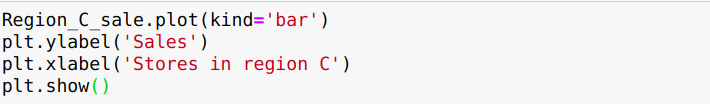 Region_C_sale.plot(kind='bar')
plt.ylabel('Sales')
plt.xlabel('Stores in region C')
plt.show()